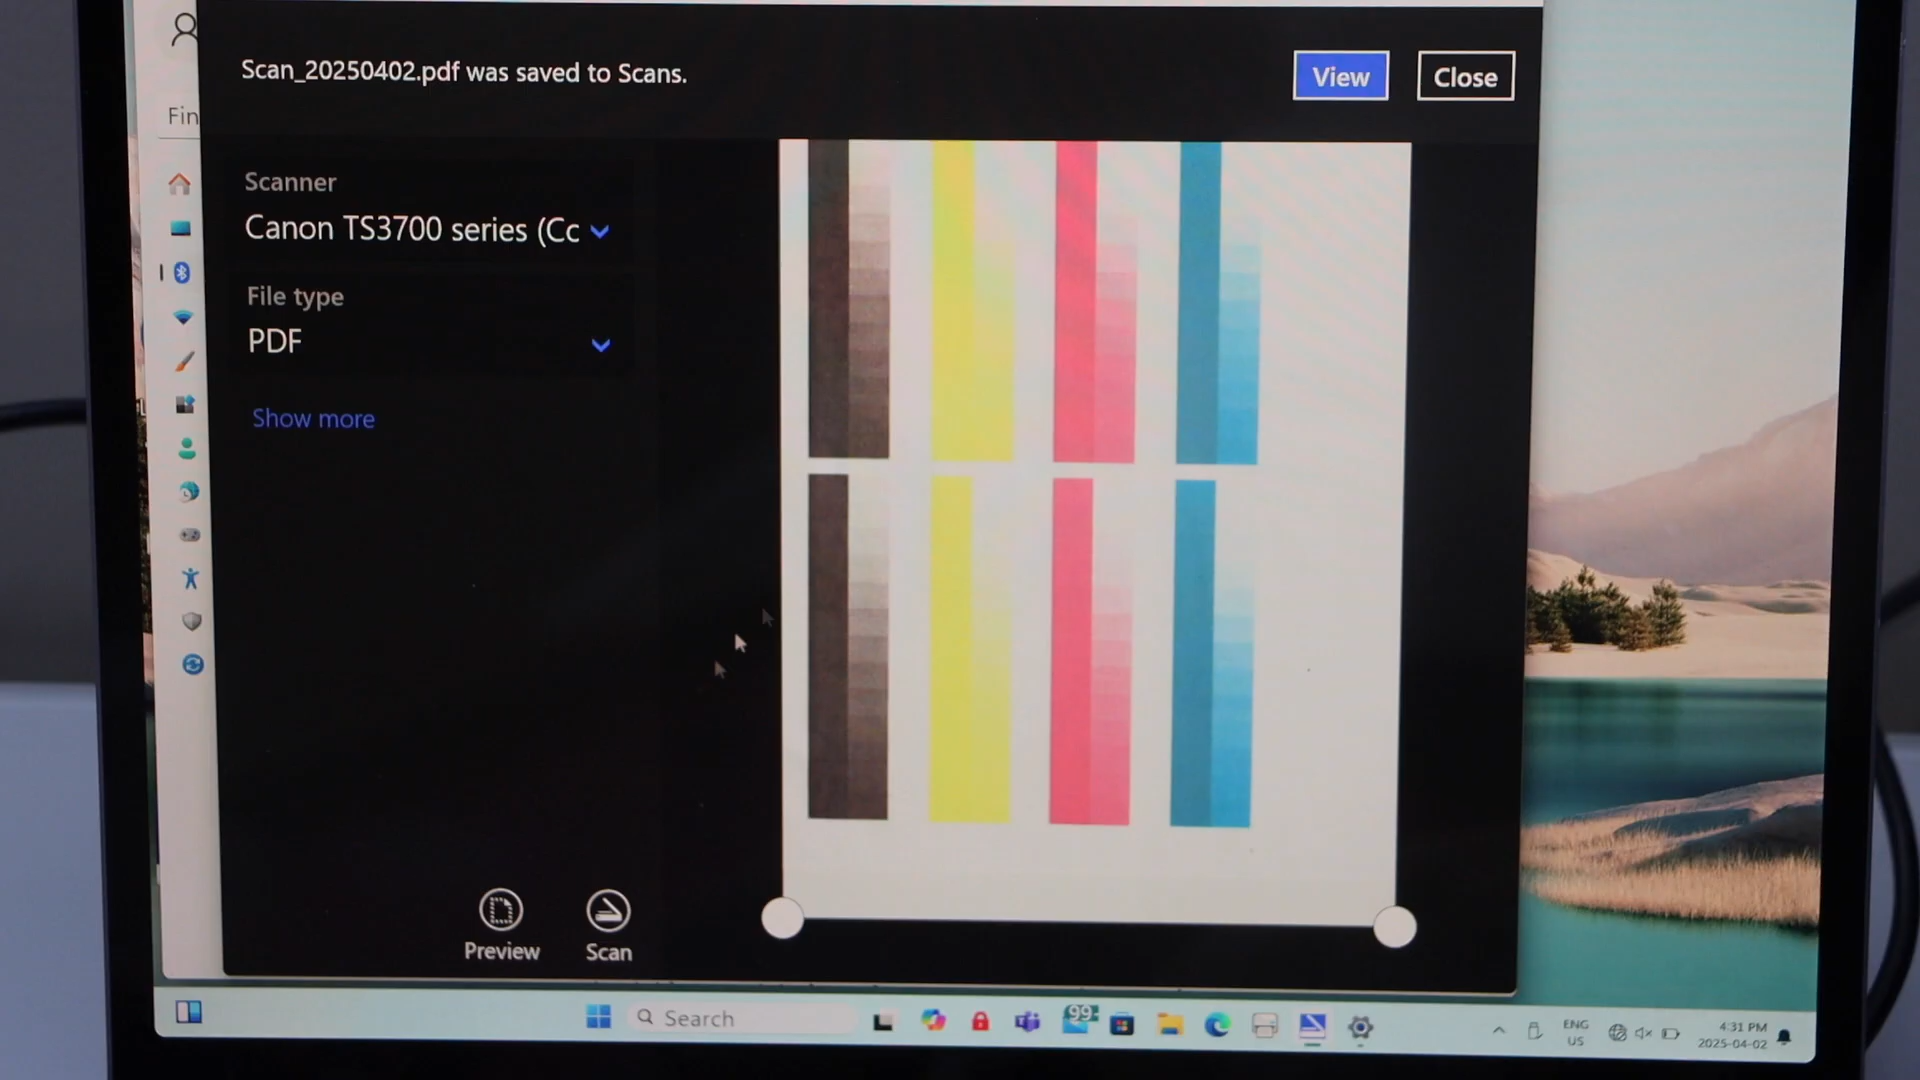 Scan_20250402.pdf was saved to Scans.
View
Close
Fin
Scanner
Canon TS3700 series (Cc
File type
PDF
Show more
Preview
Scan
Search
99+
ENG
US
4:31 PM
2025-04-02